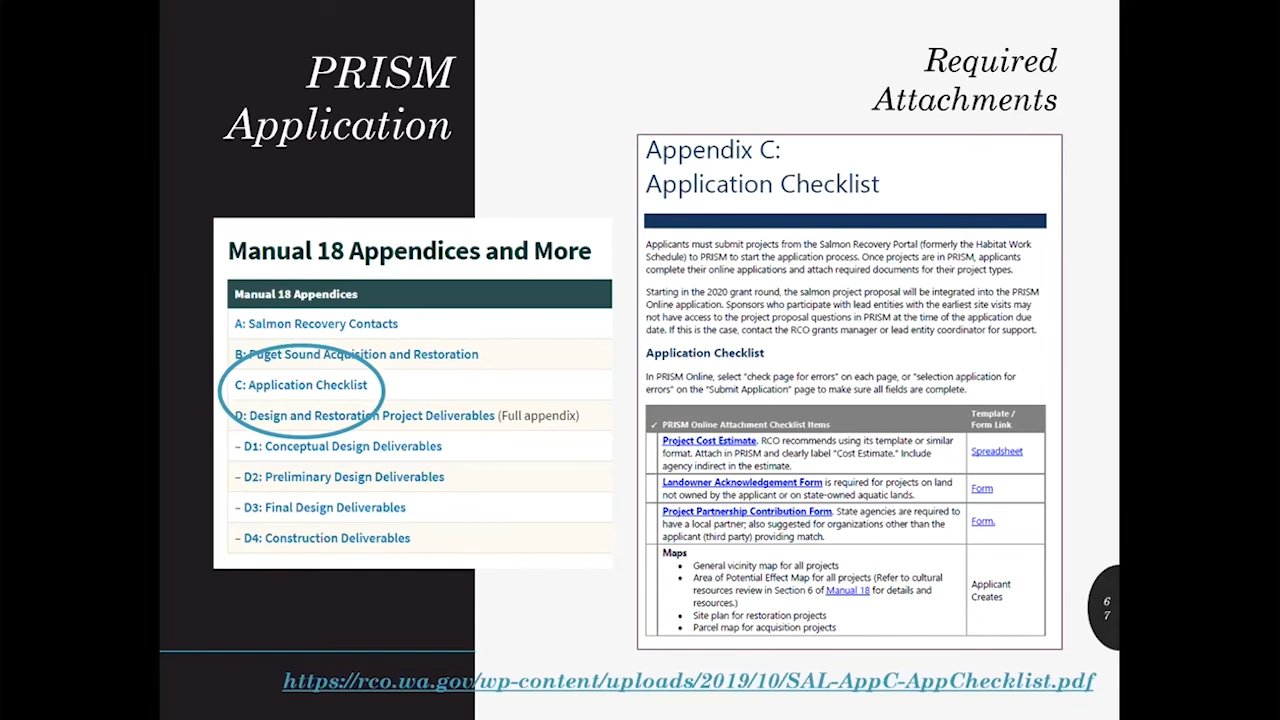 PRISM
Application
Required
Attachments
Manual 18 Appendices and More
Manual 18 Appendices
A: Salmon Recovery Contacts
B: Puget Sound Acquisition and Restoration
C: Application Checklist
D: Design and Restoration Project Deliverables (Full appendix)
– D1: Conceptual Design Deliverables
– D2: Preliminary Design Deliverables
– D3: Final Design Deliverables
– D4: Construction Deliverables
Appendix C:
Application Checklist
Applicants must submit projects from the Salmon Recovery Portal (formerly the Habitat Work
Schedule) to PRISM to start the application process. Once projects are in PRISM, applicants
complete their online applications and attach required documents for their project types.
Starting in the 2020 grant round, the salmon project proposal will be integrated into the PRISM
Online application. Sponsors who participate with lead entities with the earliest site visits may
not have access to the project proposal questions in PRISM at the time of the application due
date. If this is the case, contact the RCO grants manager or lead entity coordinator for support.
Application Checklist
In PRISM Online, select "check page for errors" on each page, or "selection application for
errors" on the "Submit Application" page to make sure all fields are complete.
✓ PRISM Online Attachment Checklist Items
Template /
Form Link
Project Cost Estimate. RCO recommends using its template or similar
format. Attach in PRISM and clearly label "Cost Estimate." Include
agency indirect in the estimate.
Spreadsheet
Landowner Acknowledgement Form is required for projects on land
not owned by the applicant or on state-owned aquatic lands.
Form
Project Partnership Contribution Form. State agencies are required to
have a local partner; also suggested for organizations other than the
applicant (third party) providing match.
Form.
Maps
• General vicinity map for all projects
• Area of Potential Effect Map for all projects (Refer to cultural
resources review in Section 6 of Manual 18 for details and
resources.)
• Site plan for restoration projects
• Parcel map for acquisition projects
Applicant
Creates
6
7
https://rco.wa.gov/wp-content/uploads/2019/10/SAL-AppC-AppChecklist.pdf